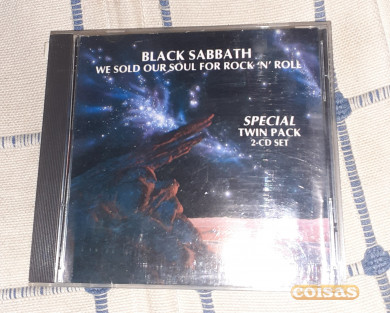 BLACK SABBATH
WE SOLD OUR SOUL FOR ROCK 'N' ROLL
SPECIAL
TWIN PACK
2-CD SET
coisas